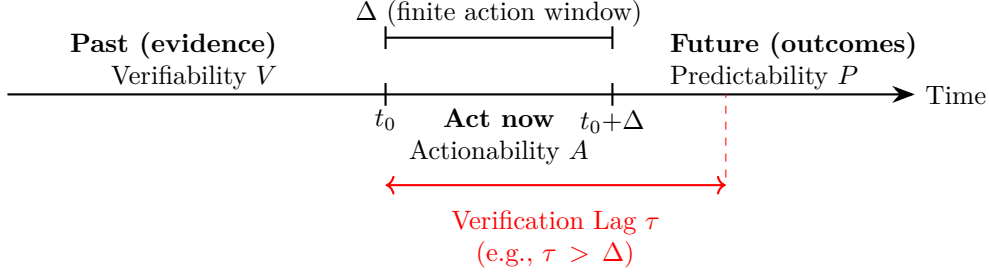 Δ (finite action window)
Past (evidence)
Verifiability V
Future (outcomes)
Predictability P
Time
t₀
Act now
t₀+Δ
Actionability A
Verification Lag τ
(e.g., τ > Δ)